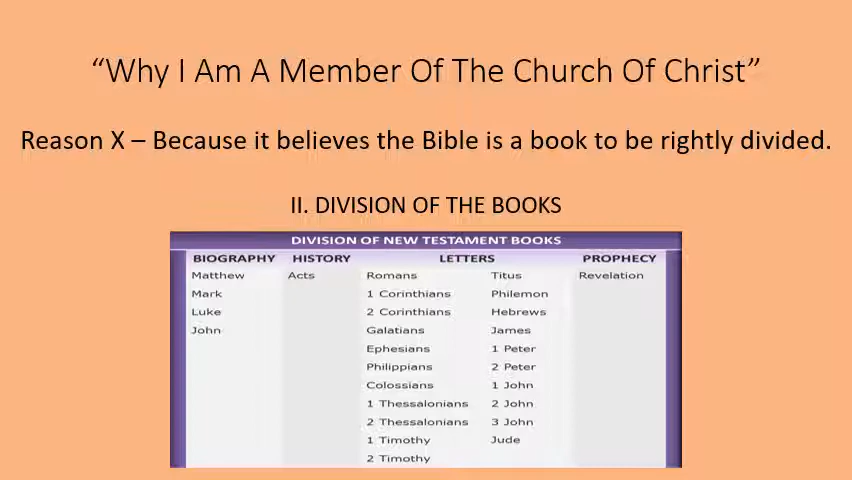 “Why I Am A Member Of The Church Of Christ”
Reason X – Because it believes the Bible is a book to be rightly divided.
II. DIVISION OF THE BOOKS
DIVISION OF NEW TESTAMENT BOOKS
BIOGRAPHY HISTORY LETTERS PROPHECY
Matthew Acts Romans Titus Revelation
Mark 1 Corinthians Philemon
Luke 2 Corinthians Hebrews
John Galatians James
Ephesians 1 Peter
Philippians 2 Peter
Colossians 1 John
1 Thessalonians 2 John
2 Thessalonians 3 John
1 Timothy Jude
2 Timothy